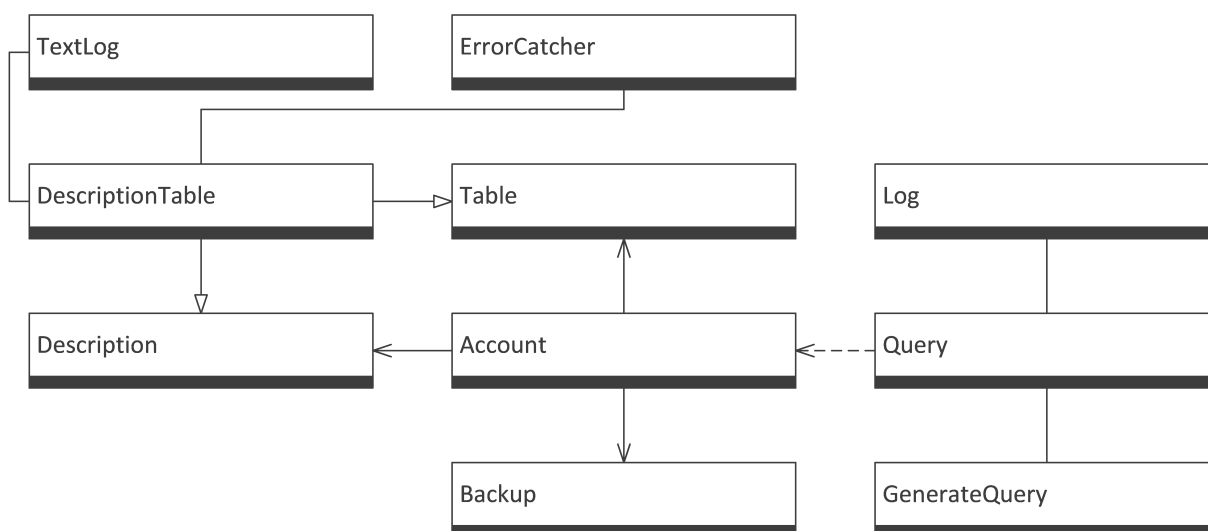 TextLog
ErrorCatcher
DescriptionTable
Table
Log
Description
Account
Query
Backup
GenerateQuery